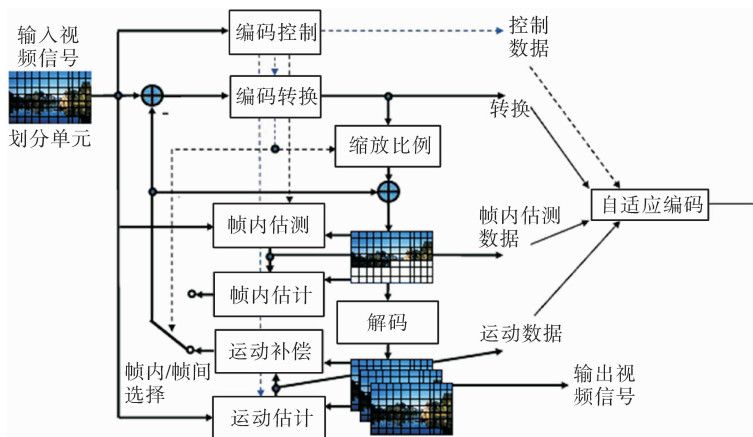 输入视
频信号
划分单元
编码控制
控制
数据
编码转换
转换
缩放比例
帧内估测
帧内估测
数据
自适应编码
帧内估计
解码
运动补偿
运动数据
帧内/帧间
选择
运动估计
输出视
频信号